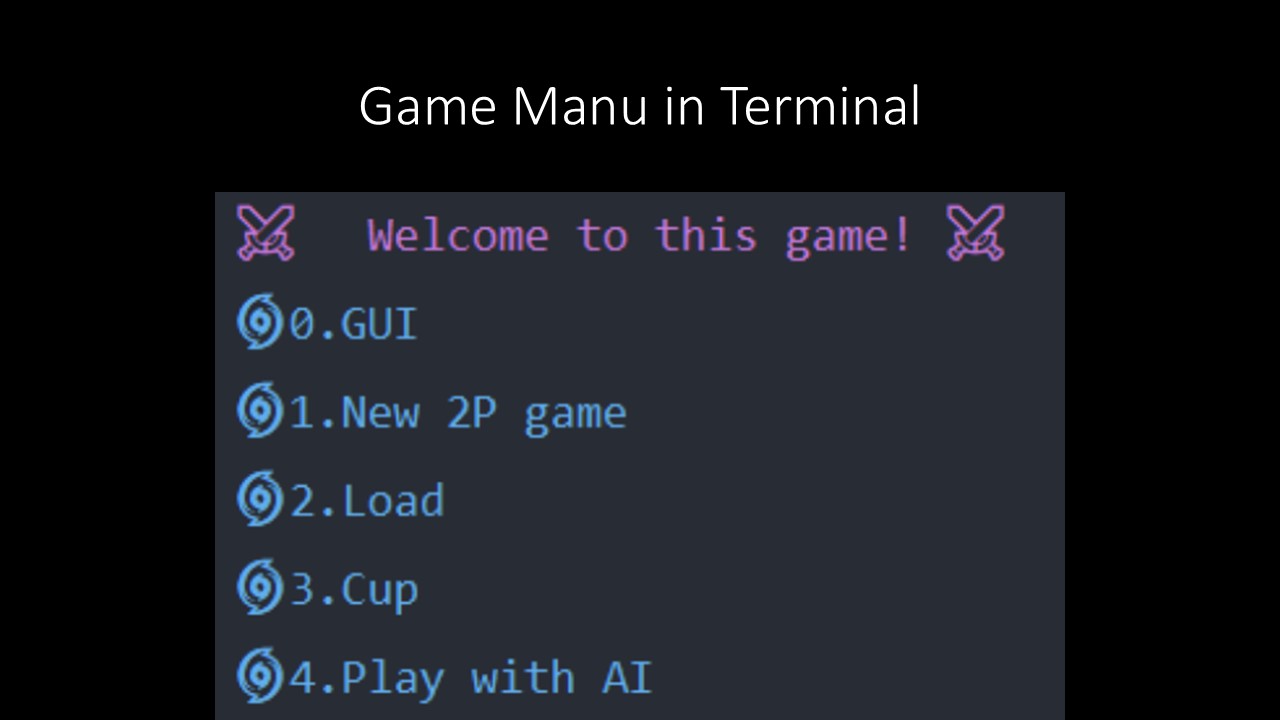 Game Manu in Terminal
⚔ Welcome to this game! ⚔
🌀0.GUI
🌀1.New 2P game
🌀2.Load
🌀3.Cup
🌀4.Play with AI